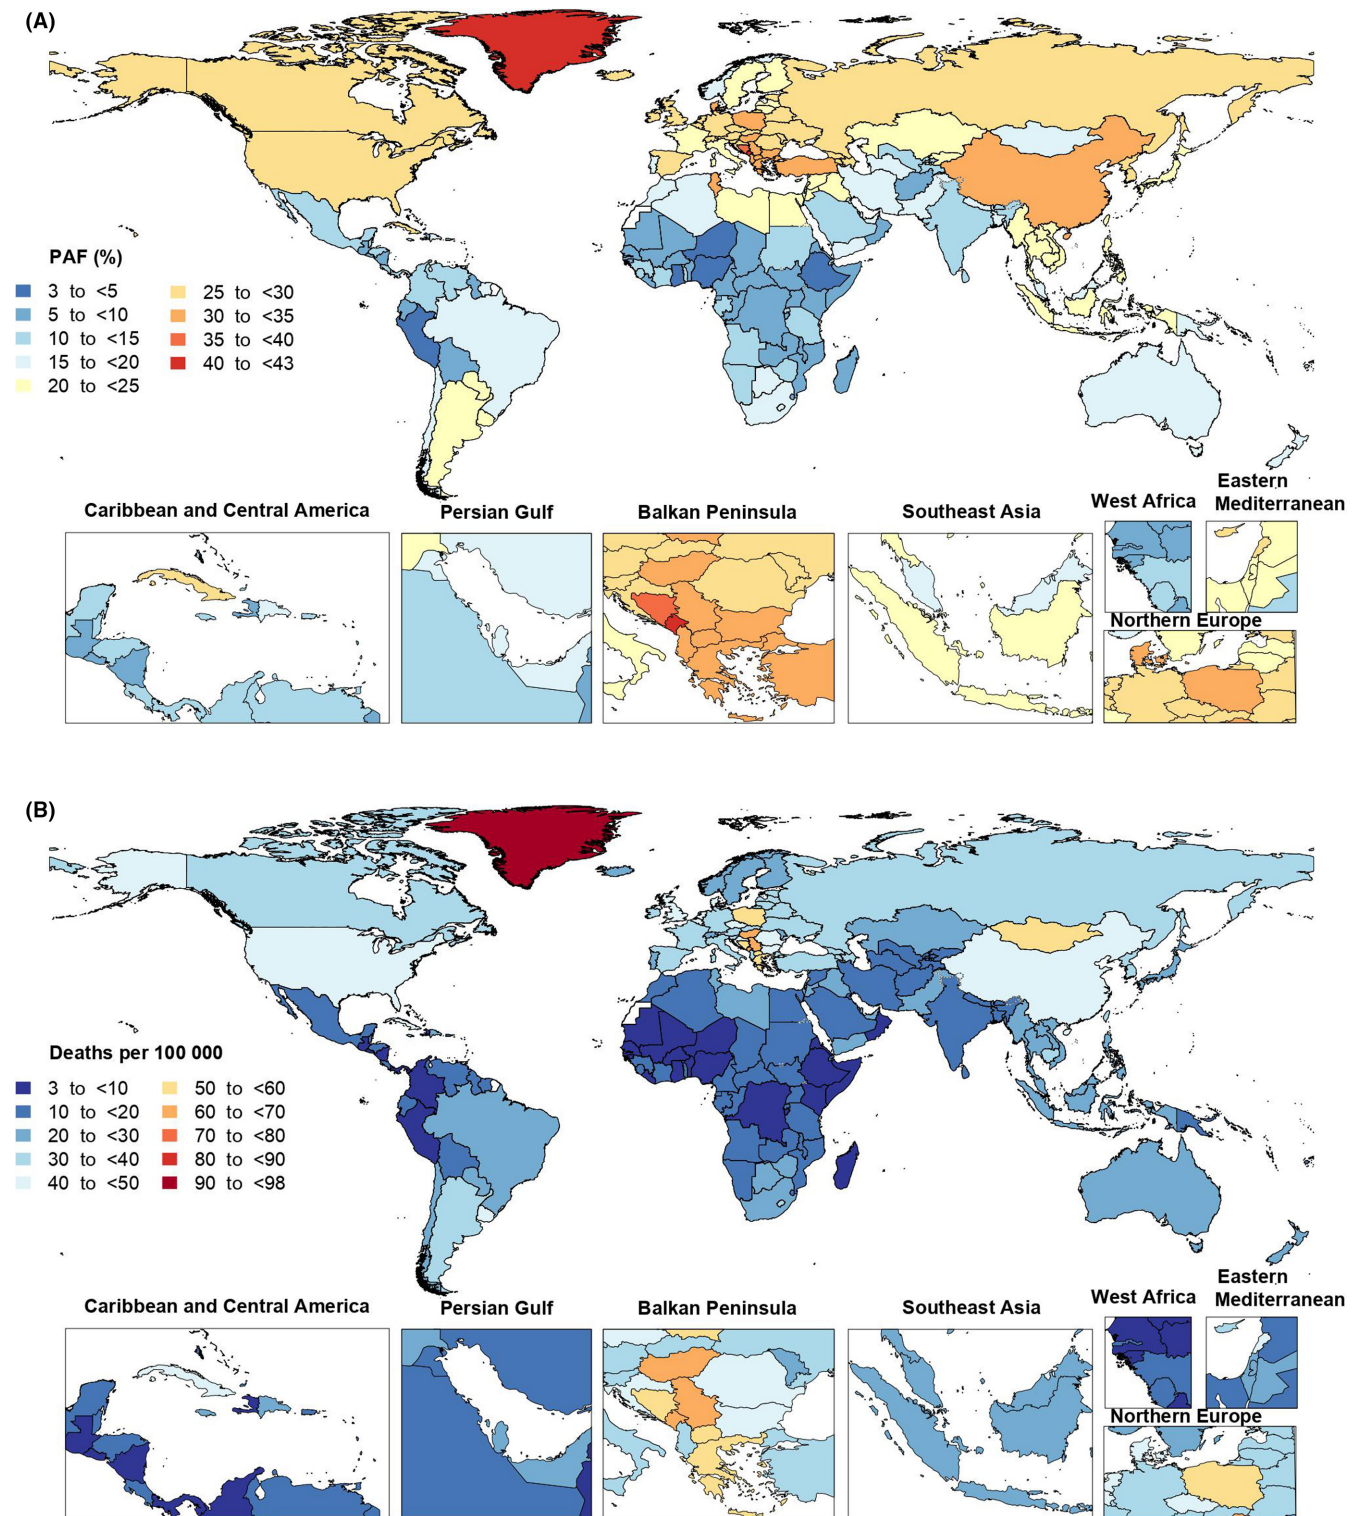 (A)
PAF (%)
3 to <5
5 to <10
10 to <15
15 to <20
20 to <25
25 to <30
30 to <35
35 to <40
40 to <43
Caribbean and Central America
Persian Gulf
Balkan Peninsula
Southeast Asia
West Africa
Eastern
Mediterranean
Northern Europe
(B)
Deaths per 100 000
3 to <10
10 to <20
20 to <30
30 to <40
40 to <50
50 to <60
60 to <70
70 to <80
80 to <90
90 to <98
Caribbean and Central America
Persian Gulf
Balkan Peninsula
Southeast Asia
West Africa
Eastern
Mediterranean
Northern Europe